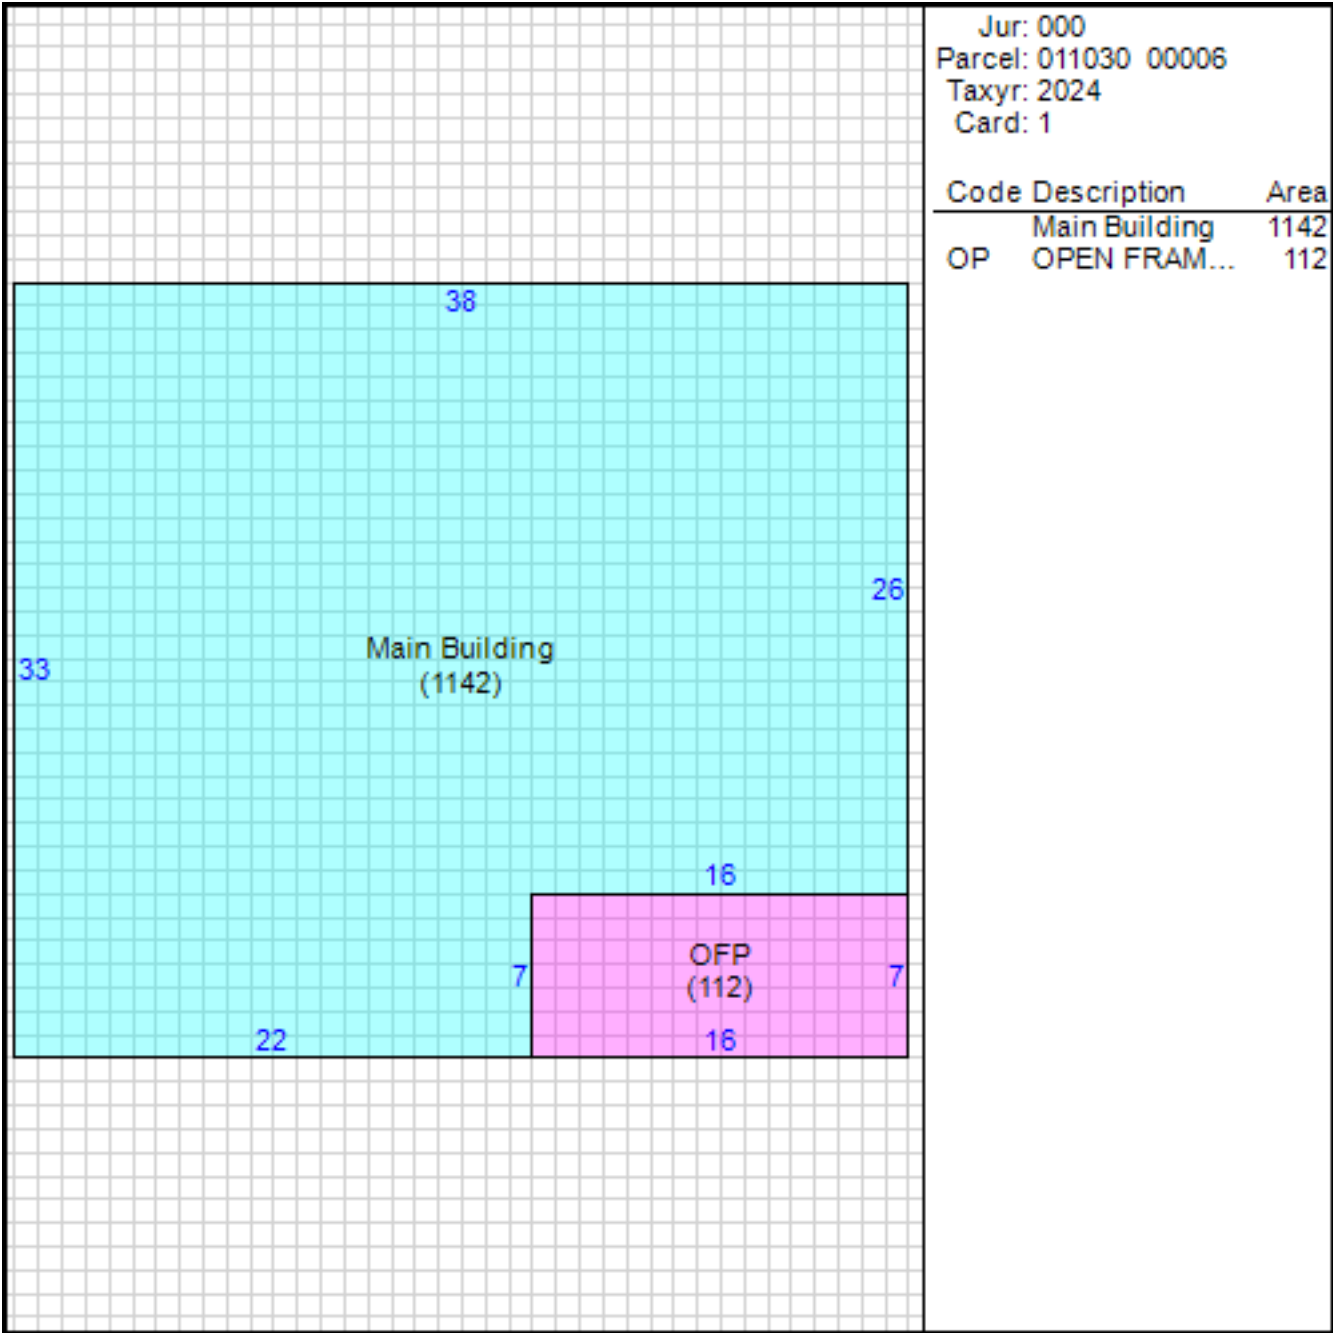 Jur: 000
Parcel: 011030 00006
Taxyr: 2024
Card: 1
Code Description Area
Main Building 1142
OP OPEN FRAM... 112
38
26
33
Main Building
(1142)
16
7
OFP
(112)
7
22
16